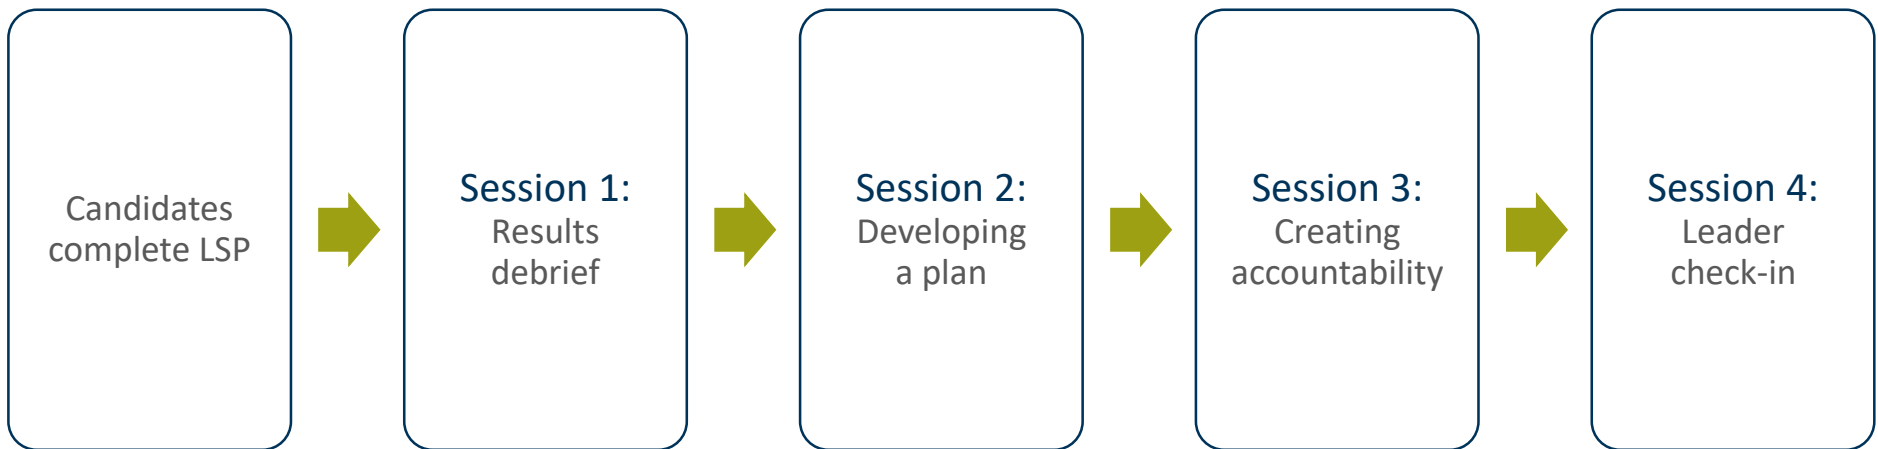 Candidates
complete LSP
Session 1:
Results
debrief
Session 2:
Developing
a plan
Session 3:
Creating
accountability
Session 4:
Leader
check-in